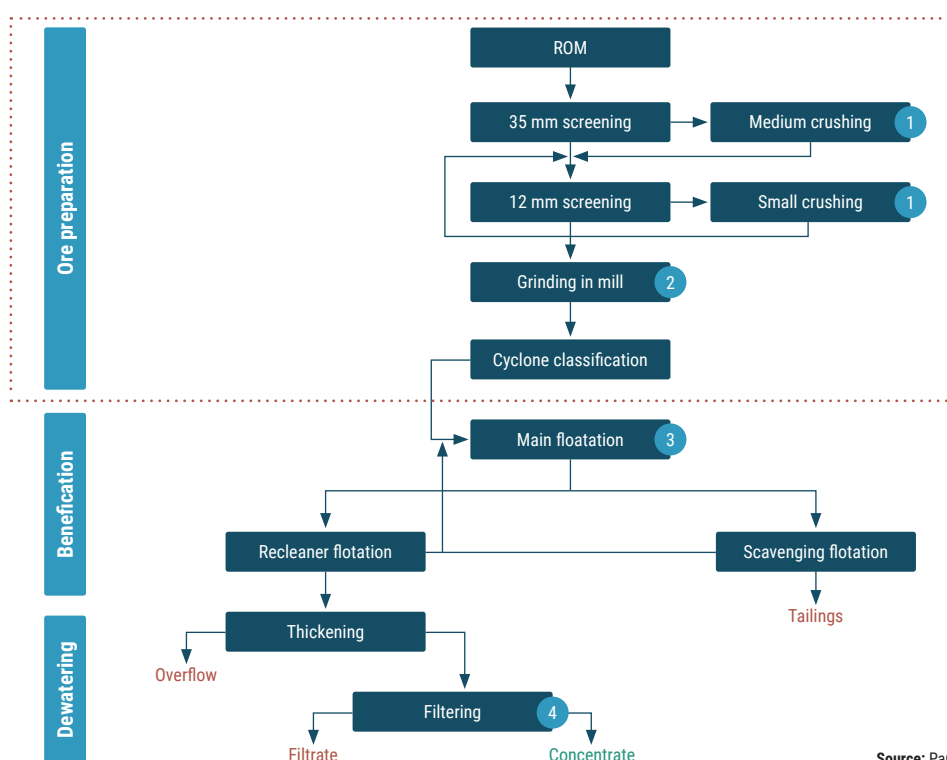 Ore preparation
ROM
35 mm screening
Medium crushing
1
12 mm screening
Small crushing
1
Grinding in mill
2
Cyclone classification
Benefication
Main floatation
3
Recleaner flotation
Scavenging flotation
Tailings
Dewatering
Thickening
Overflow
Filtering
4
Filtrate
Concentrate
Source: